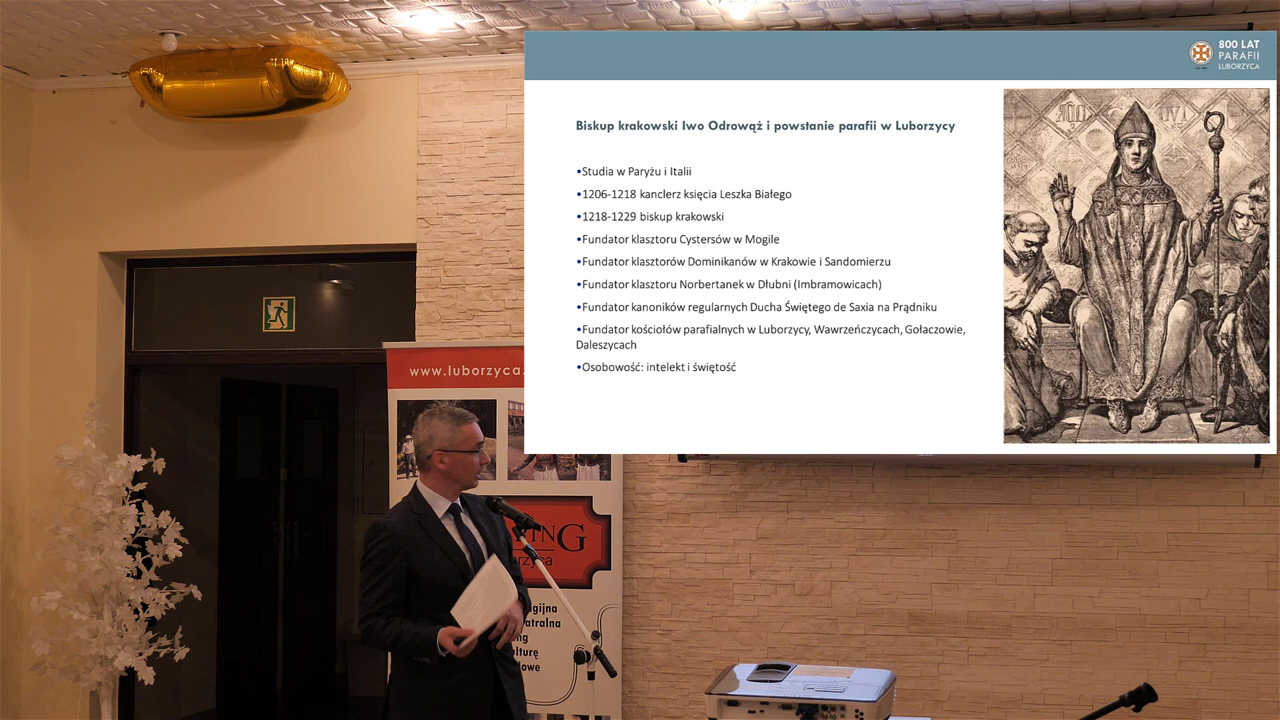 800 LAT
PARAFII
LUBORZYCA
Biskup krakowski Iwo Odrowąż i powstanie parafii w Luborzycy
•Studia w Paryżu i Italii
•1206-1218 kanclerz księcia Leszka Białego
•1218-1229 biskup krakowski
•Fundator klasztoru Cystersów w Mogile
•Fundator klasztorów Dominikanów w Krakowie i Sandomierzu
•Fundator klasztoru Norbertanek w Dłubni (Imbramowicach)
•Fundator kanoników regularnych Ducha Świętego de Saxia na Prądniku
•Fundator kościołów parafialnych w Luborzycy, Wawrzeńczycach, Gołaczowie,
Daleszycach
•Osobowość: intelekt i świętość
www.luborzyca.